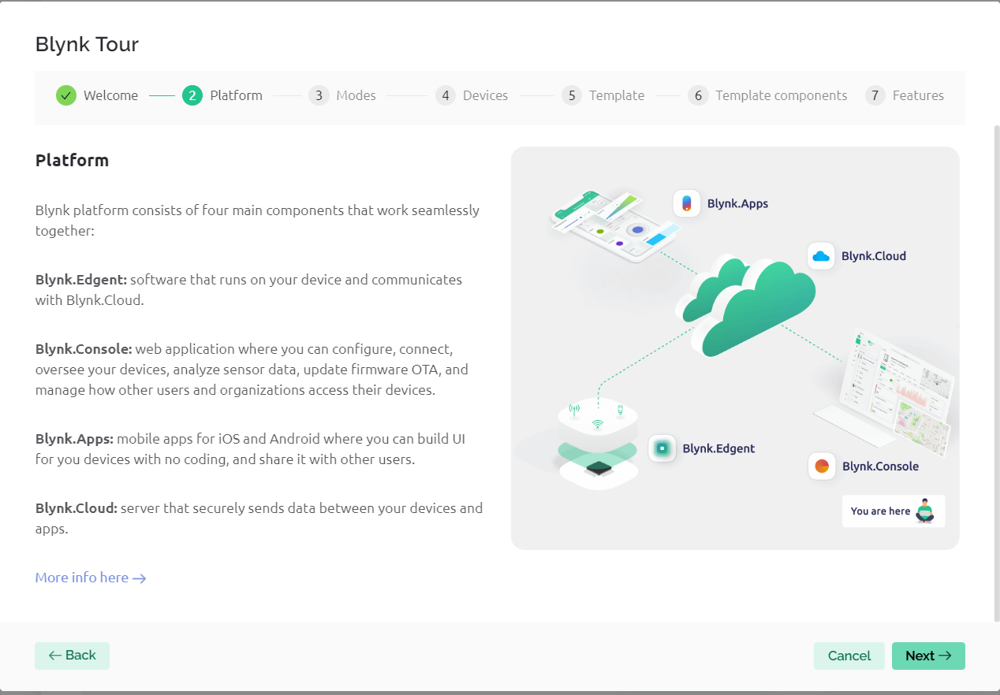 Blynk Tour
Welcome
2 Platform
3 Modes
4 Devices
5 Template
6 Template components
7 Features
Platform
Blynk platform consists of four main components that work seamlessly
together:
Blynk.Edgent: software that runs on your device and communicates
with Blynk.Cloud.
Blynk.Console: web application where you can configure, connect,
oversee your devices, analyze sensor data, update firmware OTA, and
manage how other users and organizations access their devices.
Blynk.Apps: mobile apps for iOS and Android where you can build UI
for you devices with no coding, and share it with other users.
Blynk.Cloud: server that securely sends data between your devices and
apps.
More info here →
Blynk.Apps
Blynk.Cloud
Blynk.Edgent
Blynk.Console
You are here
← Back
Cancel
Next →